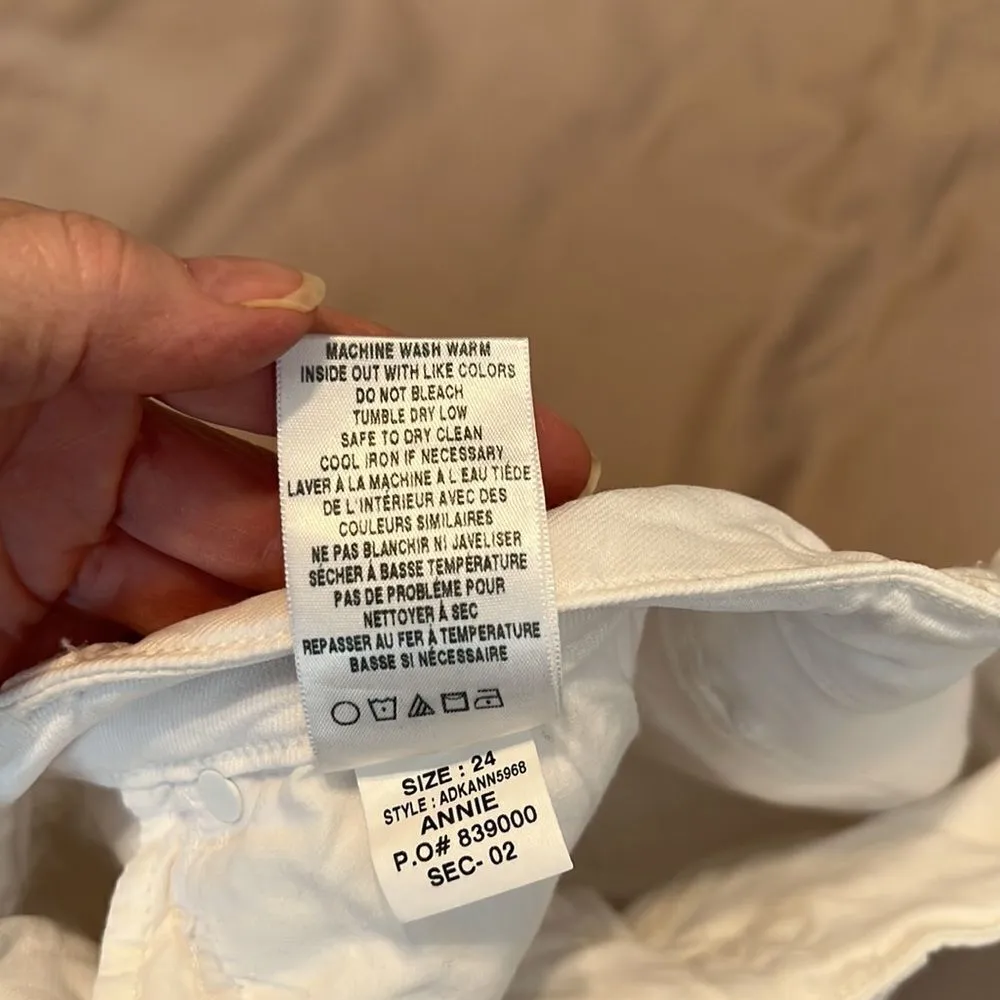 MACHINE WASH WARM
INSIDE OUT WITH LIKE COLORS
DO NOT BLEACH
TUMBLE DRY LOW
SAFE TO DRY CLEAN
COOL IRON IF NECESSARY
LAVER À LA MACHINE À L'EAU TIÈDE
DE L'INTÉRIEUR AVEC DES
COULEURS SIMILAIRES
NE PAS BLANCHIR NI JAVELISER
SÉCHER À BASSE TEMPÉRATURE
PAS DE PROBLÈME POUR
NETTOYER À SEC
REPASSER AU FER À TEMPERATURE
BASSE SI NÉCESSAIRE
SIZE : 24
STYLE : ADKANN5968
ANNIE
P.O# 839000
SEC- 02